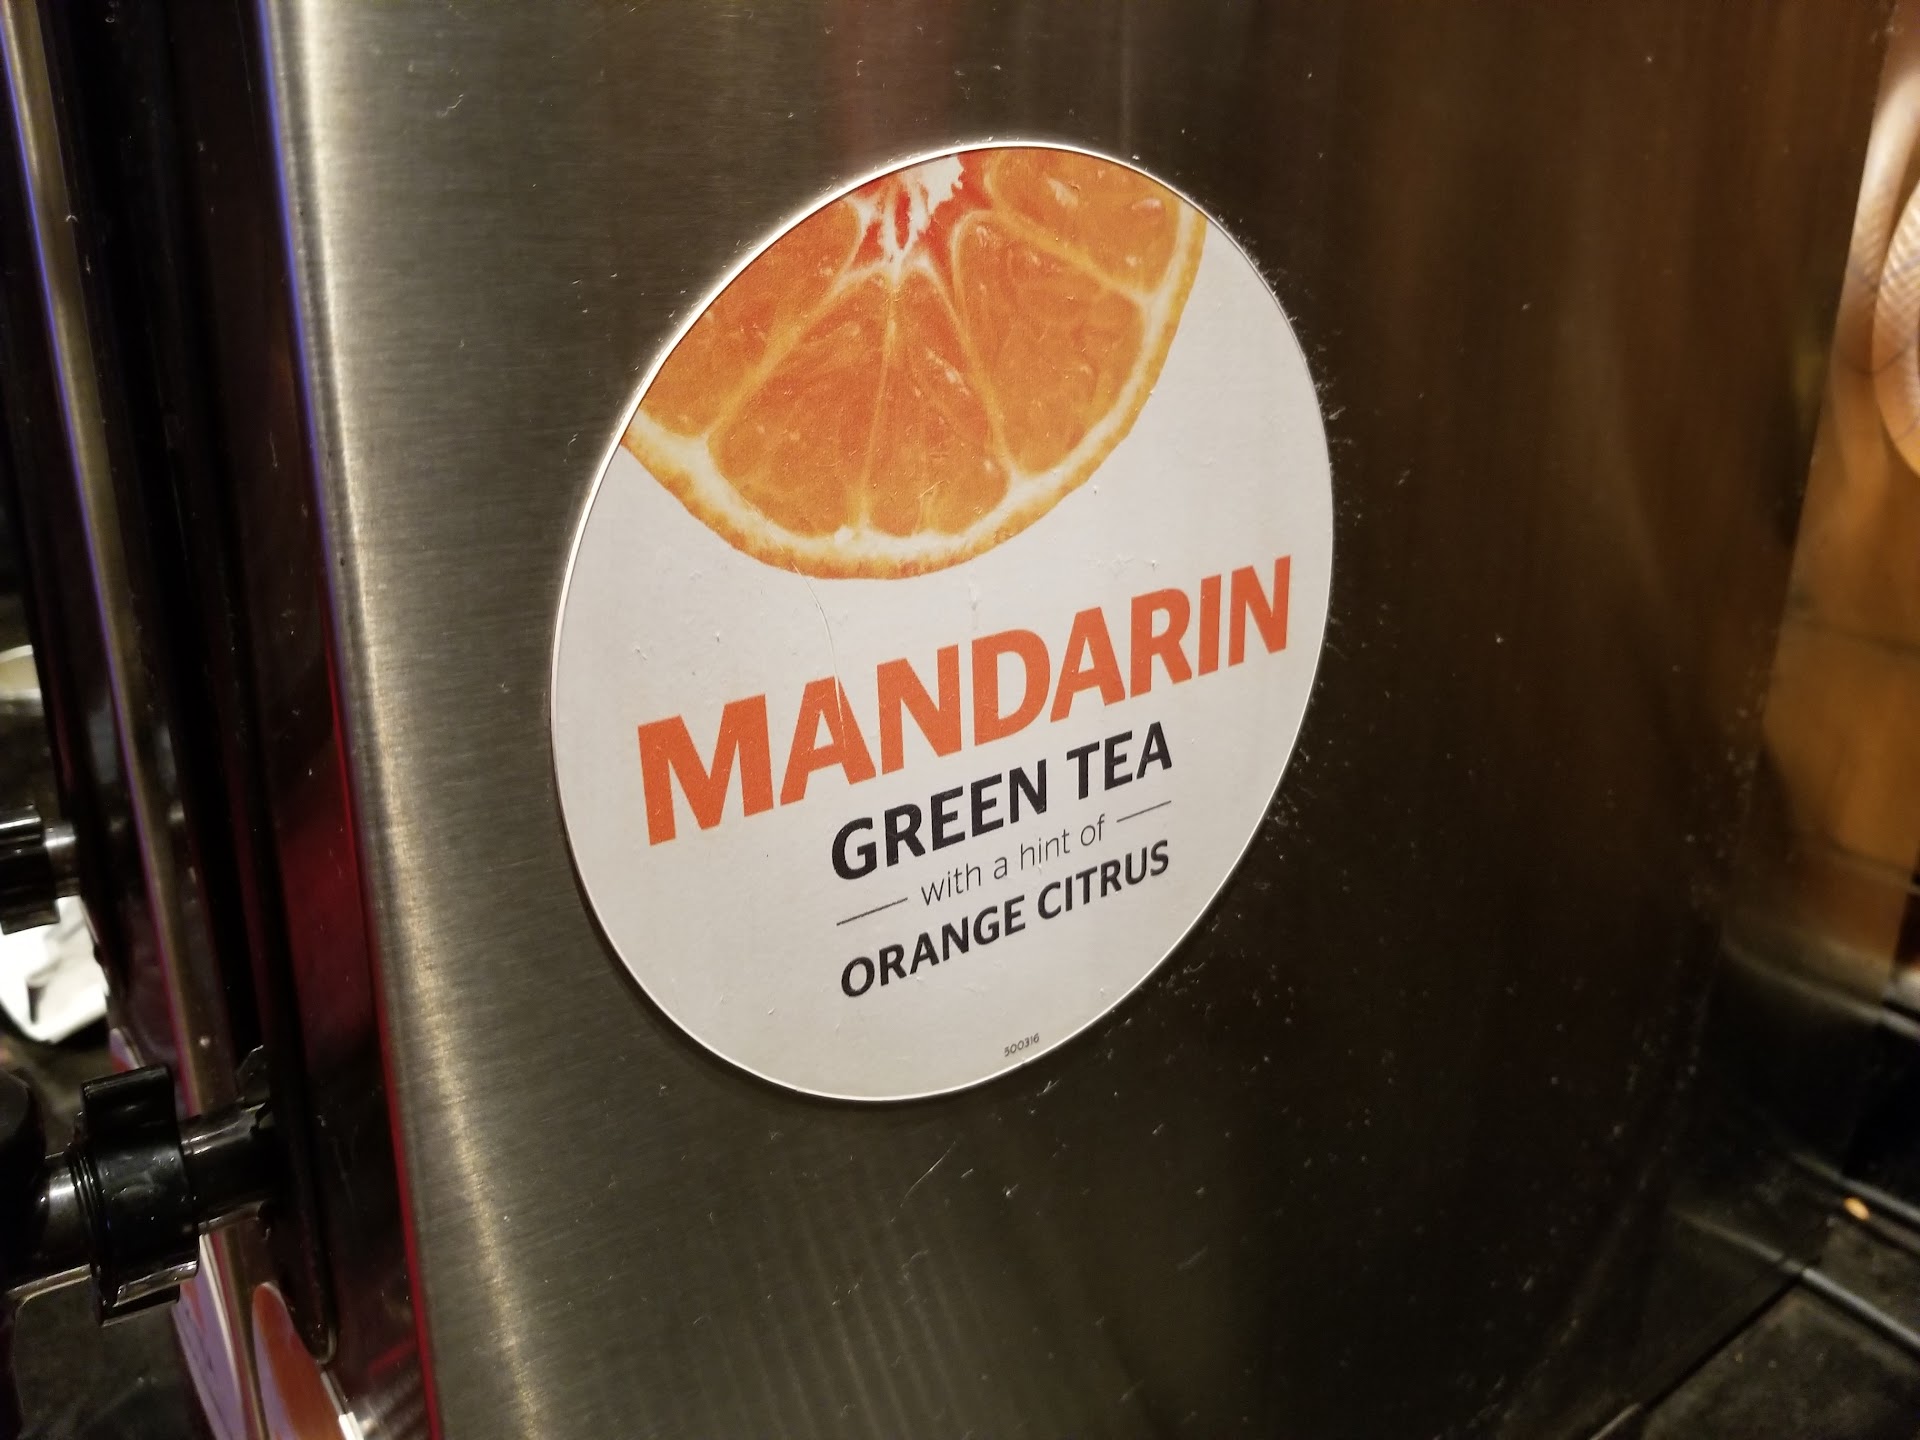 MANDARIN
GREEN TEA
with a hint of
ORANGE CITRUS
500316